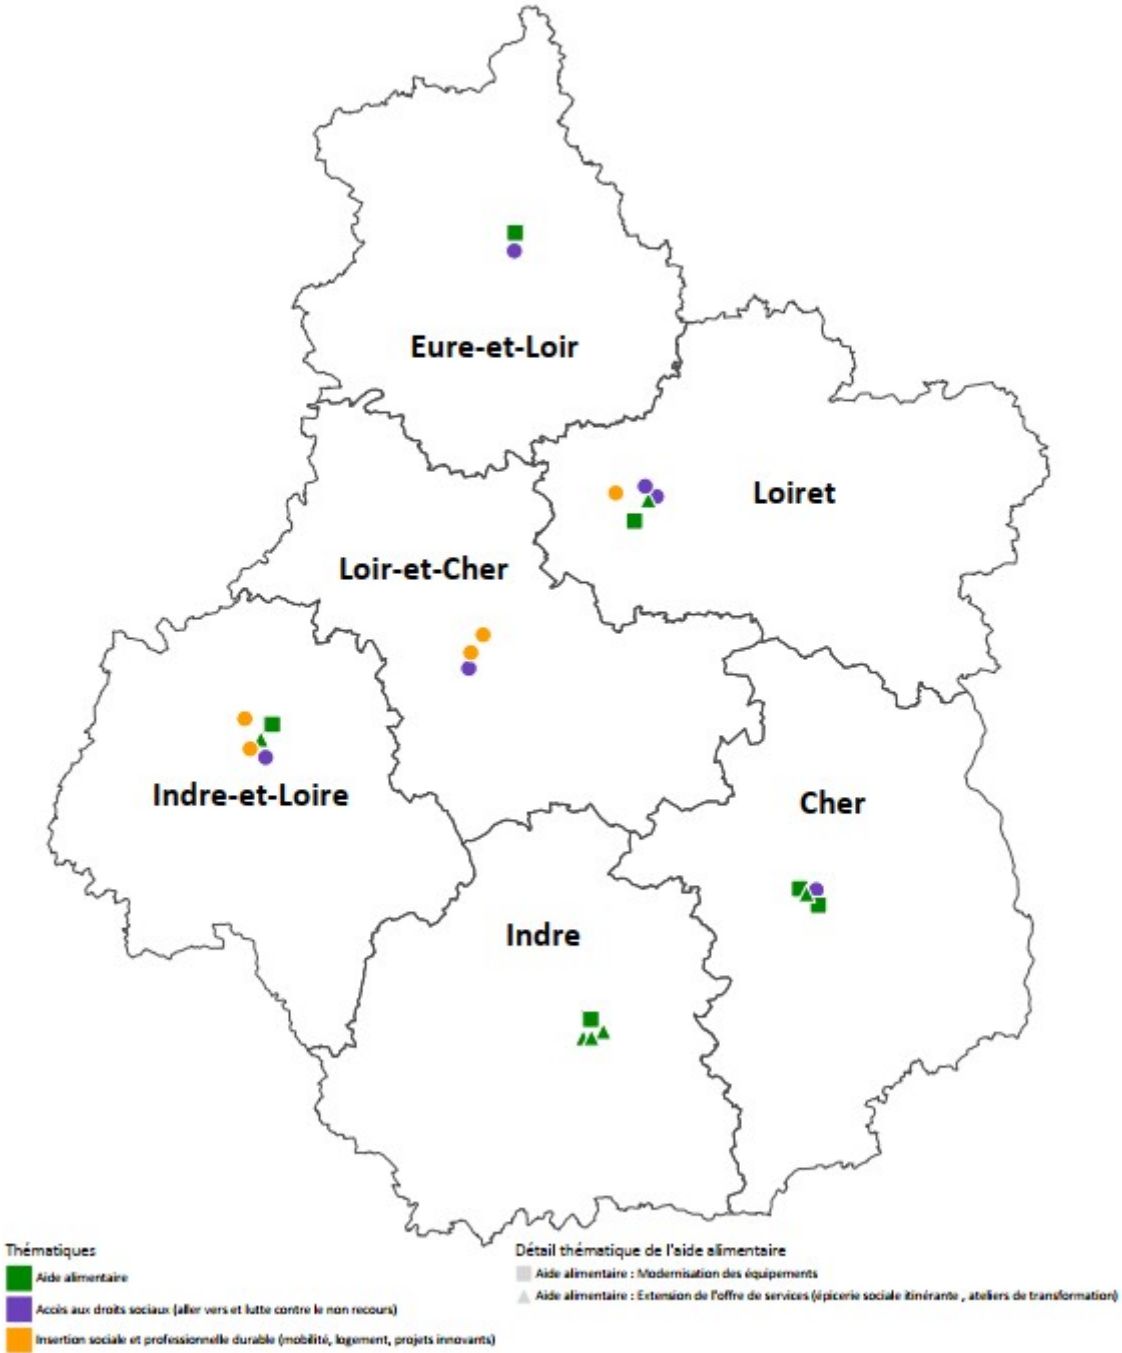 Eure-et-Loir
Loiret
Loir-et-Cher
Indre-et-Loire
Cher
Indre
Thématiques
Aide alimentaire
Accès aux droits sociaux (aller vers et lutte contre le non recours)
Insertion sociale et professionnelle durable (mobilité, logement, projets innovants)
Détail thématique de l'aide alimentaire
Aide alimentaire : Modernisation des équipements
Aide alimentaire : Extension de l'offre de services (épicerie sociale itinérante , ateliers de transformation)